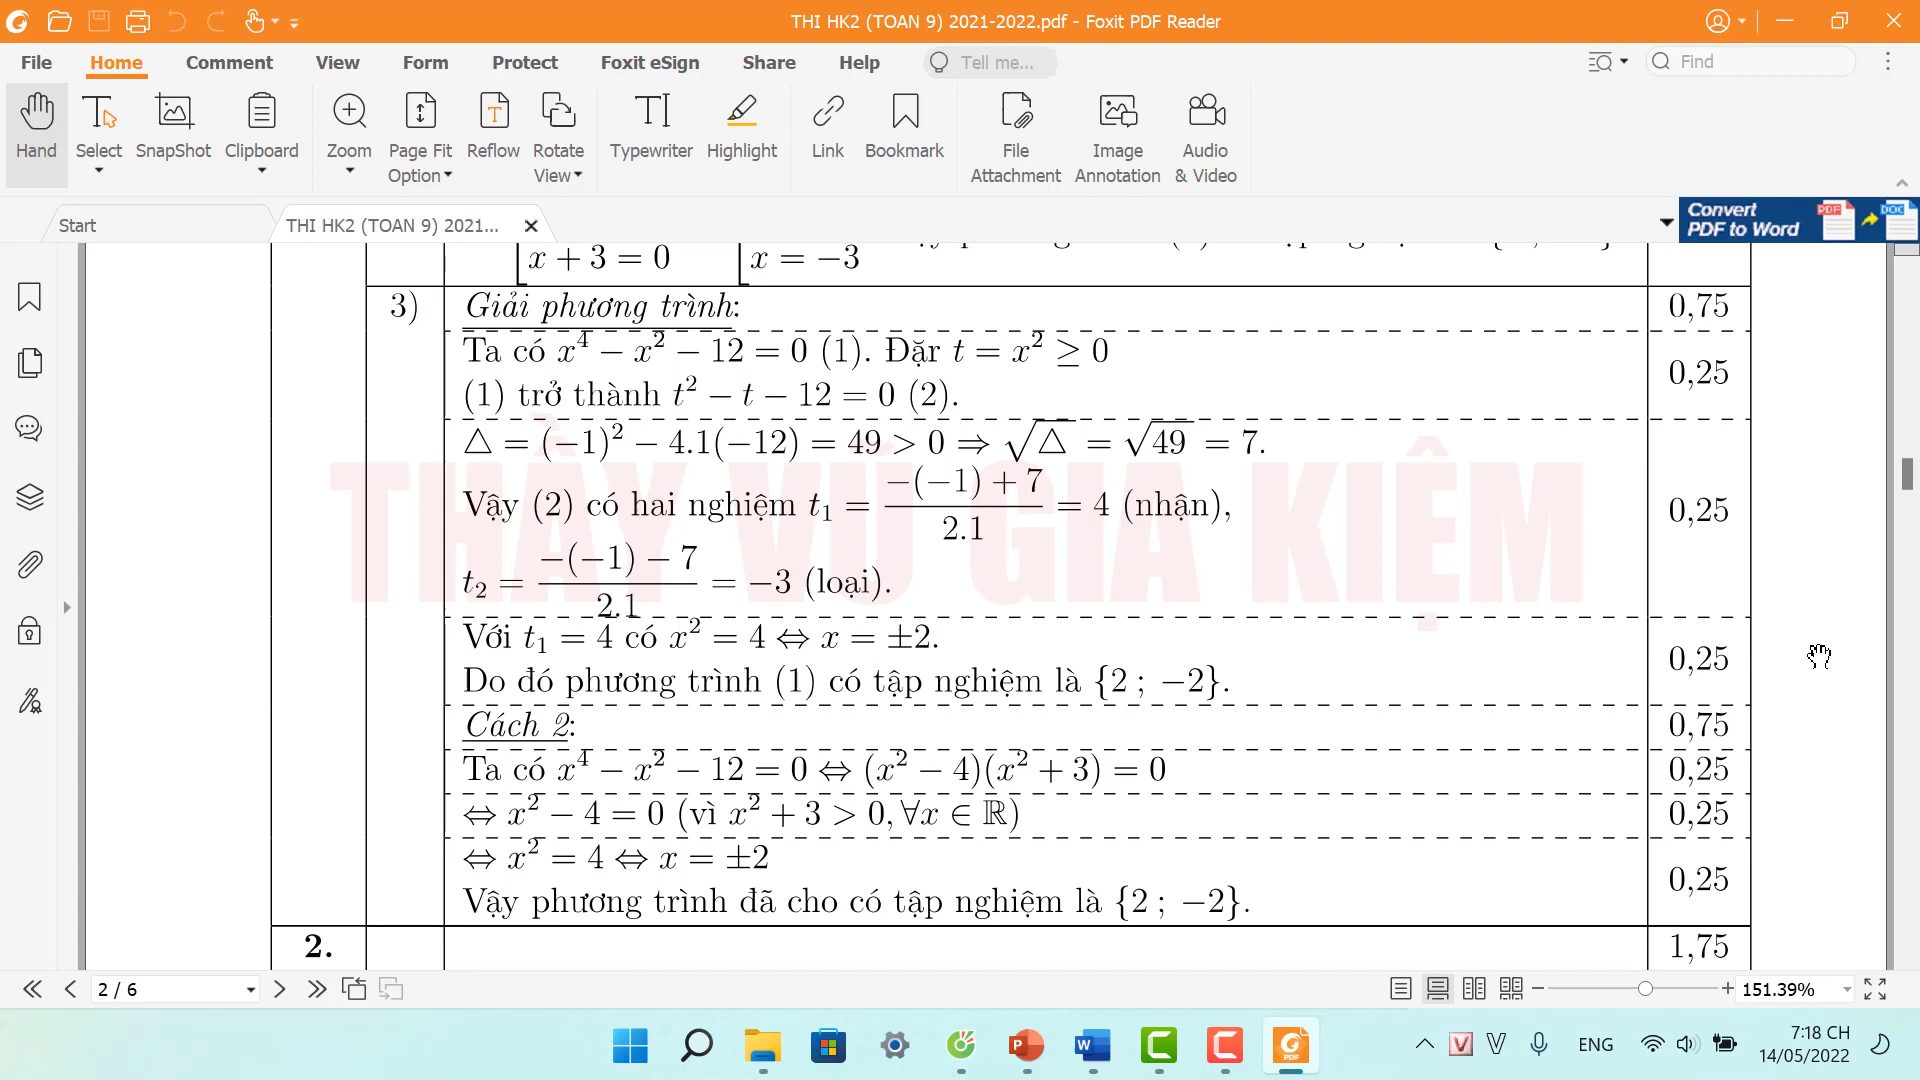 THI HK2 (TOAN 9) 2021-2022.pdf - Foxit PDF Reader
File Home Comment View Form Protect Foxit eSign Share Help Tell me... Find
Hand Select SnapShot Clipboard Zoom Page Fit Option Reflow Rotate View Typewriter Highlight Link Bookmark File Attachment Image Annotation Audio & Video
Start THI HK2 (TOAN 9) 2021... Convert PDF to Word PDF DOC
x + 3 = 0 x = −3
3) Giải phương trình: 0,75
Ta có x⁴ − x² − 12 = 0 (1). Đặr t = x² ≥ 0
(1) trở thành t² − t − 12 = 0 (2). 0,25
△ = (−1)² − 4.1(−12) = 49 > 0 ⇒ √△ = √49 = 7.
Vậy (2) có hai nghiệm t₁ = (−(−1) + 7)/2.1 = 4 (nhận), 0,25
t₂ = (−(−1) − 7)/2.1 = −3 (loại).
THẦY VŨ GIA KIỆM
Với t₁ = 4 có x² = 4 ⇔ x = ±2.
Do đó phương trình (1) có tập nghiệm là {2 ; −2}. 0,25
Cách 2: 0,75
Ta có x⁴ − x² − 12 = 0 ⇔ (x² − 4)(x² + 3) = 0 0,25
⇔ x² − 4 = 0 (vì x² + 3 > 0, ∀x ∈ ℝ) 0,25
⇔ x² = 4 ⇔ x = ±2
Vậy phương trình đã cho có tập nghiệm là {2 ; −2}. 0,25
2. 1,75
2 / 6 151.39%
ENG 7:18 CH
14/05/2022